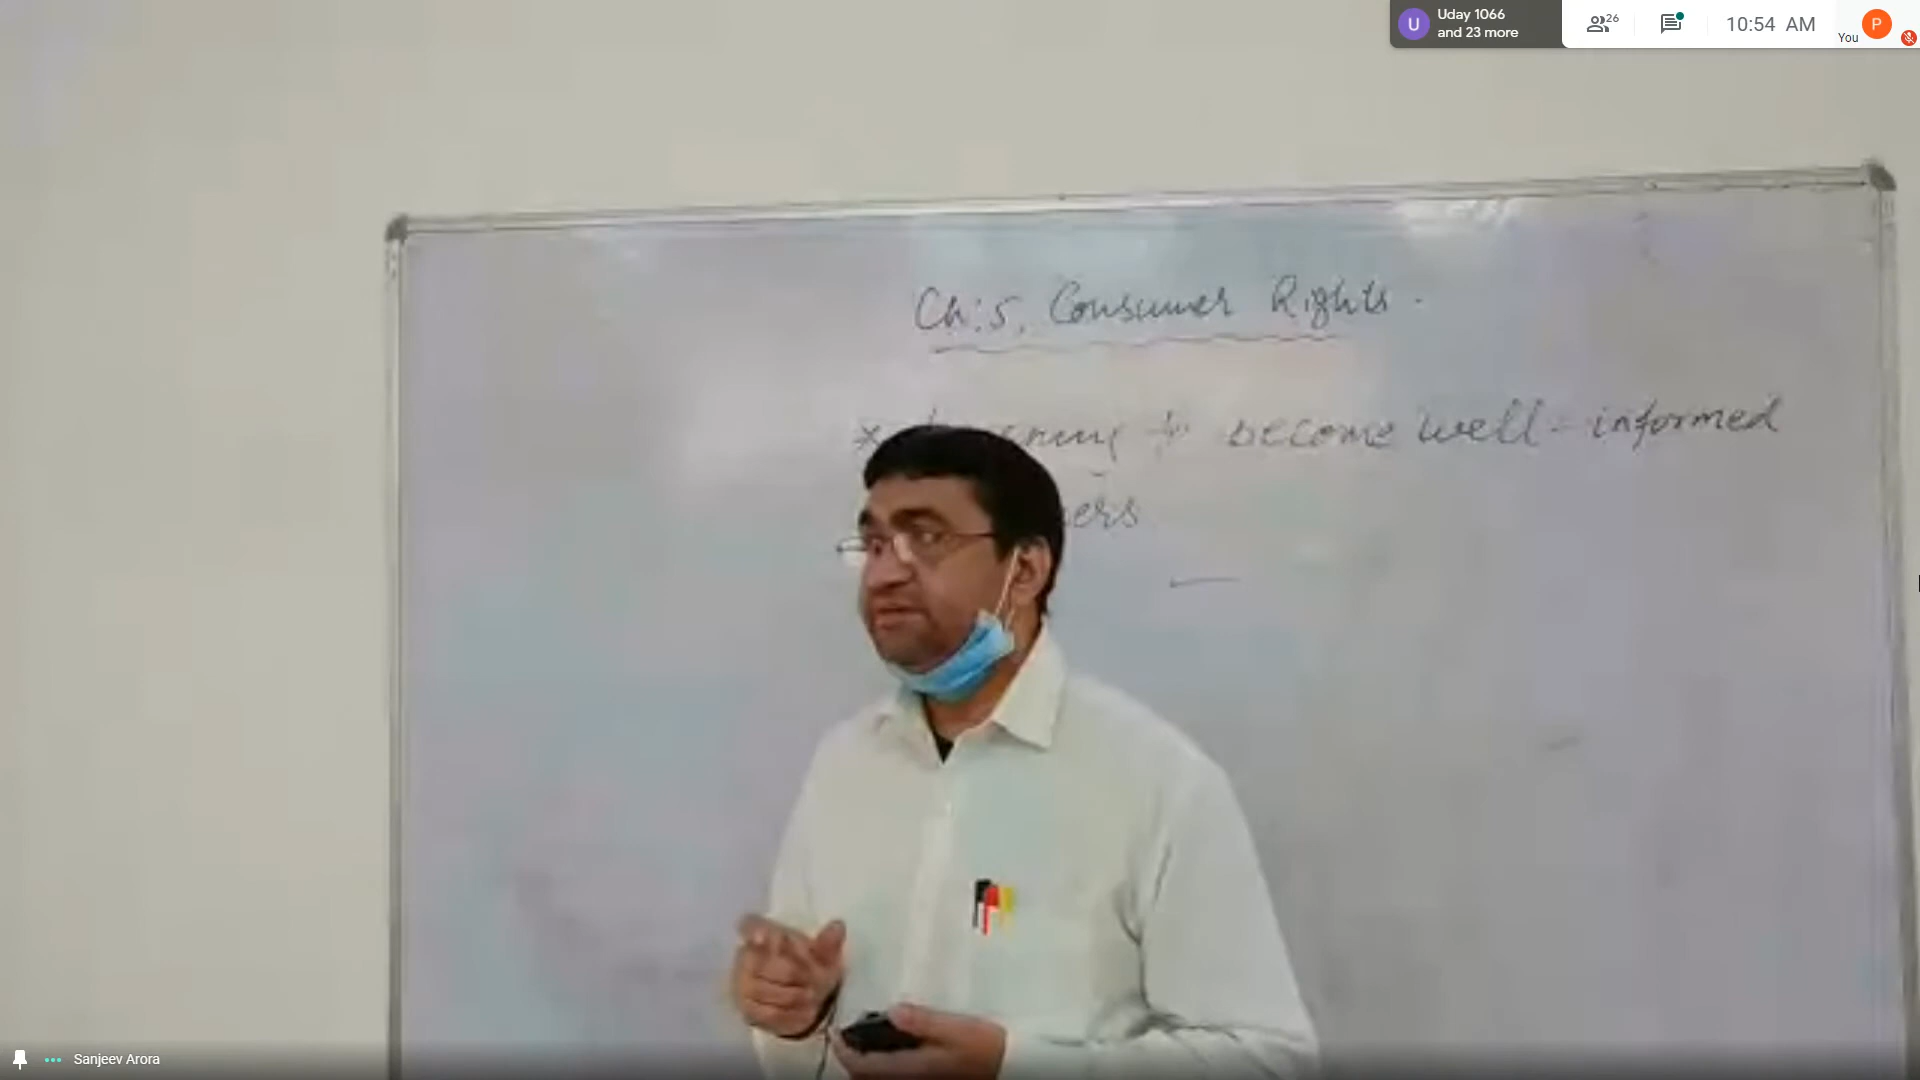 Uday 1066
and 23 more
26
10:54 AM
You
P
U
Ch:5, Consumer Rights.
* become well-informed
Sanjeev Arora